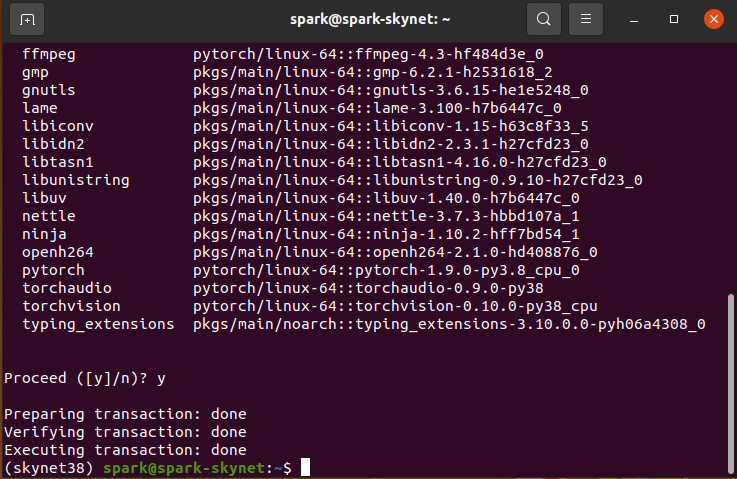 spark@spark-skynet: ~
ffmpeg pytorch/linux-64::ffmpeg-4.3-hf484d3e_0
gmp pkgs/main/linux-64::gmp-6.2.1-h2531618_2
gnutls pkgs/main/linux-64::gnutls-3.6.15-he1e5248_0
lame pkgs/main/linux-64::lame-3.100-h7b6447c_0
libiconv pkgs/main/linux-64::libiconv-1.15-h63c8f33_5
libidn2 pkgs/main/linux-64::libidn2-2.3.1-h27cfd23_0
libtasn1 pkgs/main/linux-64::libtasn1-4.16.0-h27cfd23_0
libunistring pkgs/main/linux-64::libunistring-0.9.10-h27cfd23_0
libuv pkgs/main/linux-64::libuv-1.40.0-h7b6447c_0
nettle pkgs/main/linux-64::nettle-3.7.3-hbbd107a_1
ninja pkgs/main/linux-64::ninja-1.10.2-hff7bd54_1
openh264 pkgs/main/linux-64::openh264-2.1.0-hd408876_0
pytorch pytorch/linux-64::pytorch-1.9.0-py3.8_cpu_0
torchaudio pytorch/linux-64::torchaudio-0.9.0-py38
torchvision pytorch/linux-64::torchvision-0.10.0-py38_cpu
typing_extensions pkgs/main/noarch::typing_extensions-3.10.0.0-pyh06a4308_0
Proceed ([y]/n)? y
Preparing transaction: done
Verifying transaction: done
Executing transaction: done
(skynet38) spark@spark-skynet:~$